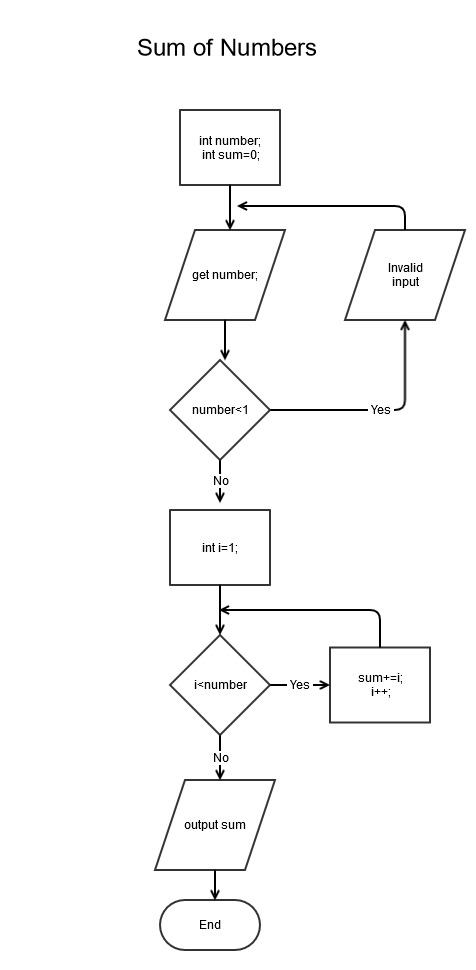 Sum of Numbers
int number;
int sum=0;
get number;
Invalid
input
number<1
Yes
No
int i=1;
i<number
Yes
sum+=i;
i++;
No
output sum
End